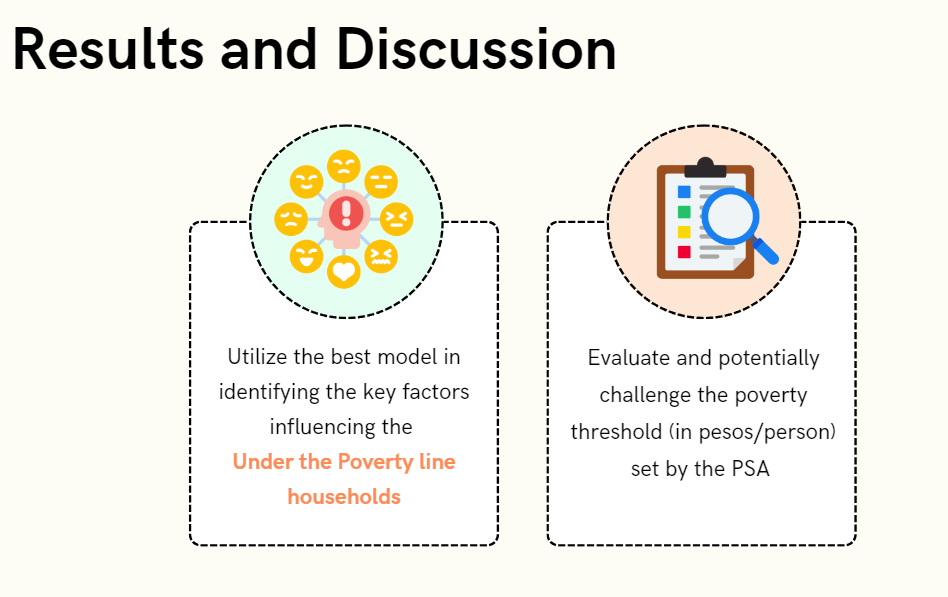 Results and Discussion
Utilize the best model in
identifying the key factors
influencing the
Under the Poverty line
households
Evaluate and potentially
challenge the poverty
threshold (in pesos/person)
set by the PSA